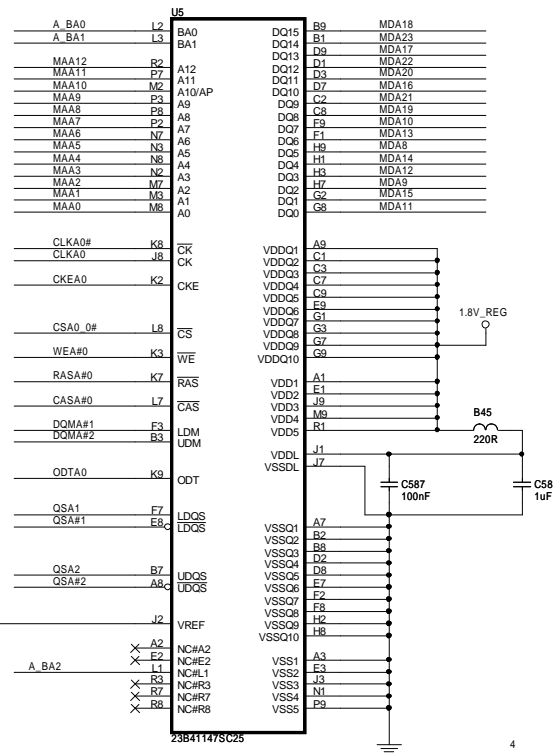 U5
A_BA0 L2 BA0 DQ15 B9 MDA18
A_BA1 L3 BA1 DQ14 B1 MDA23
DQ13 D9 MDA17
MAA12 R2 A12 DQ12 D1 MDA22
MAA11 P7 A11 DQ11 D3 MDA20
MAA10 M2 A10/AP DQ10 D7 MDA16
MAA9 P3 A9 DQ9 C2 MDA21
MAA8 P8 A8 DQ8 C8 MDA19
MAA7 P2 A7 DQ7 F9 MDA10
MAA6 N7 A6 DQ6 F1 MDA13
MAA5 N3 A5 DQ5 H9 MDA8
MAA4 N8 A4 DQ4 H1 MDA14
MAA3 N2 A3 DQ3 H3 MDA12
MAA2 M7 A2 DQ2 H7 MDA9
MAA1 M3 A1 DQ1 G2 MDA15
MAA0 M8 A0 DQ0 G8 MDA11
CLKA0# K8 CK VDDQ1 A9
CLKA0 J8 CK VDDQ2 C1
VDDQ3 C3
CKEA0 K2 CKE VDDQ4 C7
VDDQ5 C9
VDDQ6 E9
VDDQ7 G1
1.8V_REG
CSA0_0# L8 CS VDDQ8 G3
VDDQ9 G7
WEA#0 K3 WE VDDQ10 G9
RASA#0 K7 RAS VDD1 A1
VDD2 E1
CASA#0 L7 CAS VDD3 J9
VDD4 M9
DQMA#1 F3 LDM VDD5 R1 B45
DQMA#2 B3 UDM 220R
VDDL J1
VSSDL J7
ODTA0 K9 ODT
C587 C58
100nF 1uF
QSA1 F7 LDQS
QSA#1 E8 LDQS
VSSQ1 A7
VSSQ2 B2
VSSQ3 B8
VSSQ4 D2
QSA2 B7 UDQS VSSQ5 D8
QSA#2 A8 UDQS VSSQ6 E7
VSSQ7 F2
VSSQ8 F8
J2 VREF VSSQ9 H2
VSSQ10 H8
A2 NC#A2
E2 NC#E2
A_BA2 L1 NC#L1 VSS1 A3
R3 NC#R3 VSS2 E3
R7 NC#R7 VSS3 J3
R8 NC#R8 VSS4 N1
VSS5 P9
23B41147SC25
4